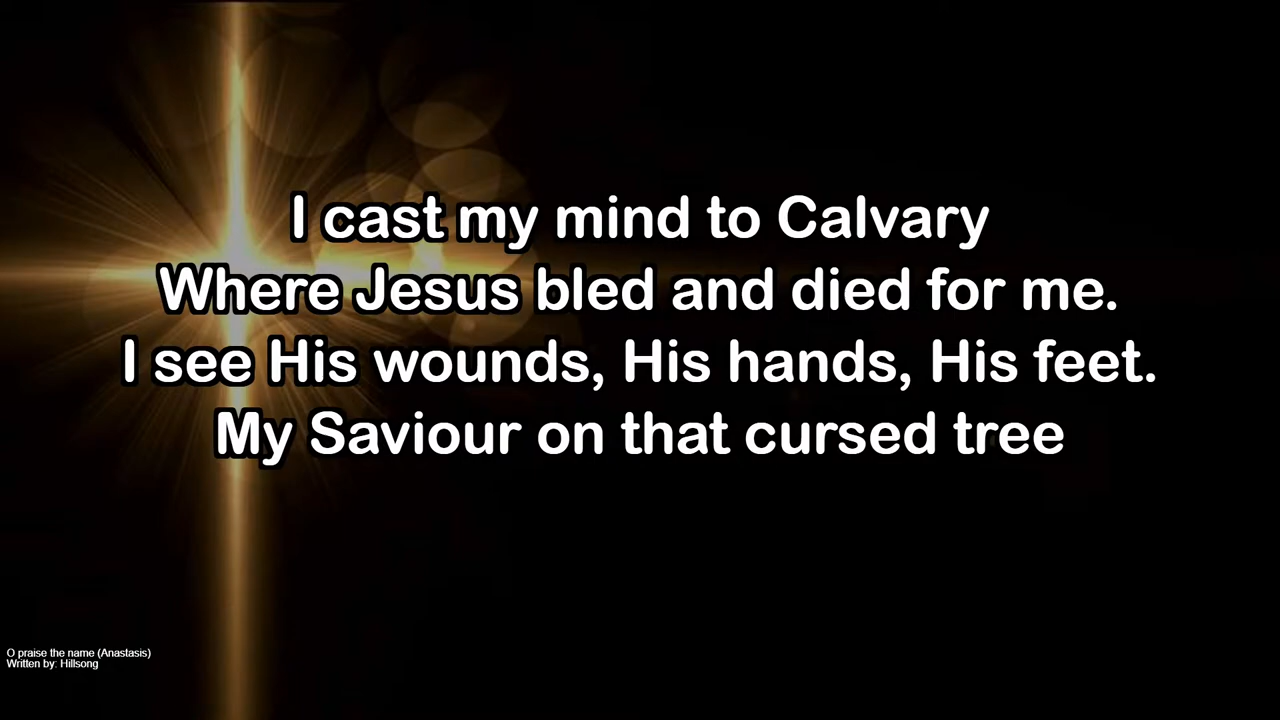 I cast my mind to Calvary
Where Jesus bled and died for me.
I see His wounds, His hands, His feet.
My Saviour on that cursed tree
O praise the name (Anastasis)
Written by: Hillsong